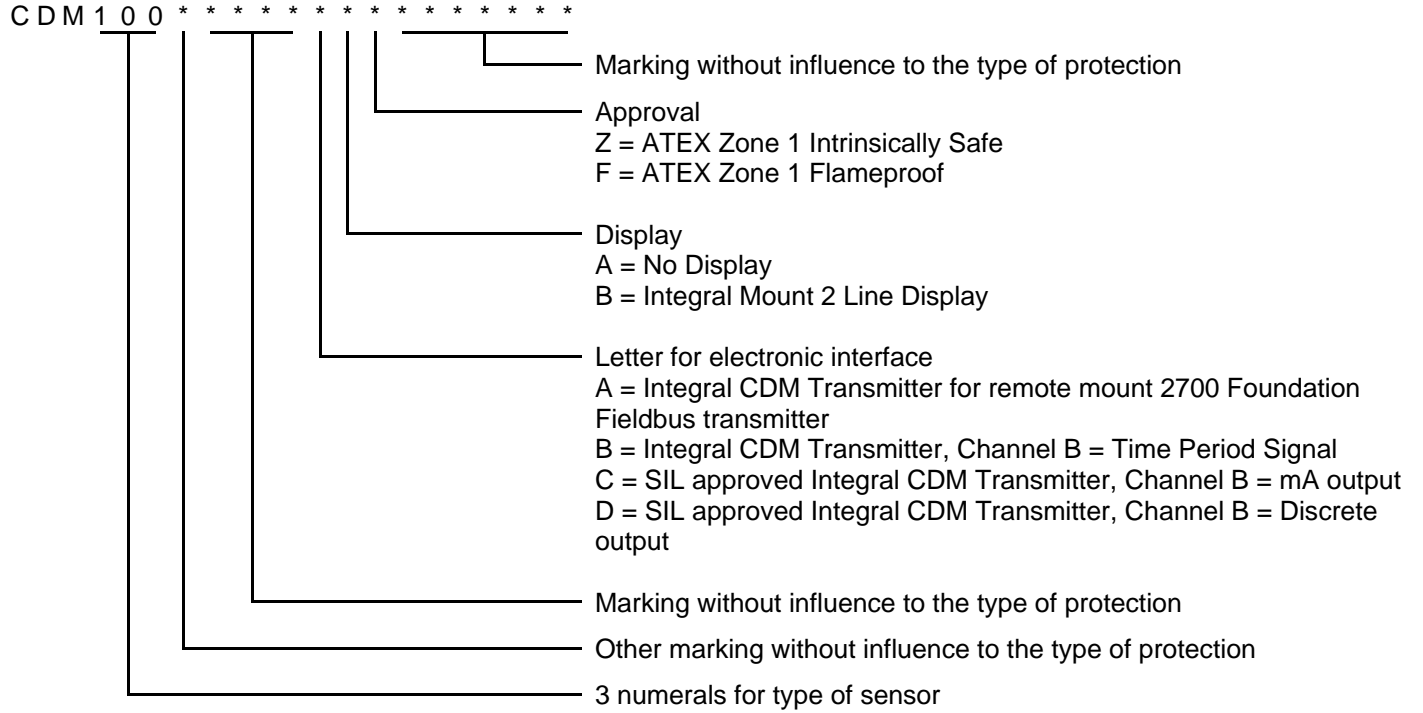 C D M 1 0 0 * * * * * * * * * * * * * * *
Marking without influence to the type of protection
Approval
Z = ATEX Zone 1 Intrinsically Safe
F = ATEX Zone 1 Flameproof
Display
A = No Display
B = Integral Mount 2 Line Display
Letter for electronic interface
A = Integral CDM Transmitter for remote mount 2700 Foundation
Fieldbus transmitter
B = Integral CDM Transmitter, Channel B = Time Period Signal
C = SIL approved Integral CDM Transmitter, Channel B = mA output
D = SIL approved Integral CDM Transmitter, Channel B = Discrete
output
Marking without influence to the type of protection
Other marking without influence to the type of protection
3 numerals for type of sensor